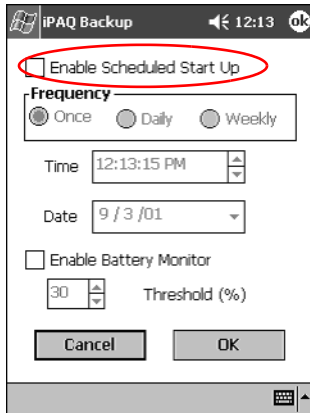 iPAQ Backup 12:13 ok
Enable Scheduled Start Up
Frequency
Once Daily Weekly
Time 12:13:15 PM
Date 9 / 3 /01
Enable Battery Monitor
30 Threshold (%)
Cancel OK